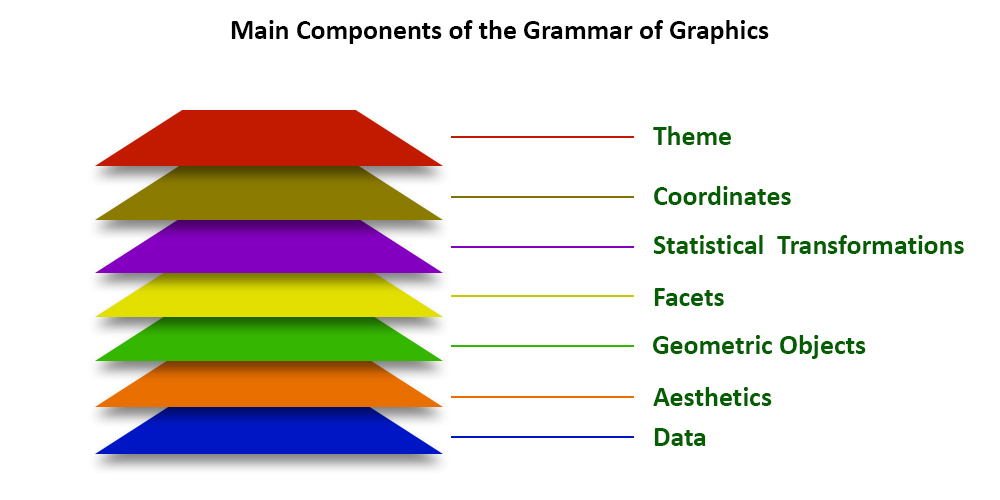 Main Components of the Grammar of Graphics
Theme
Coordinates
Statistical  Transformations
Facets
Geometric Objects
Aesthetics
Data